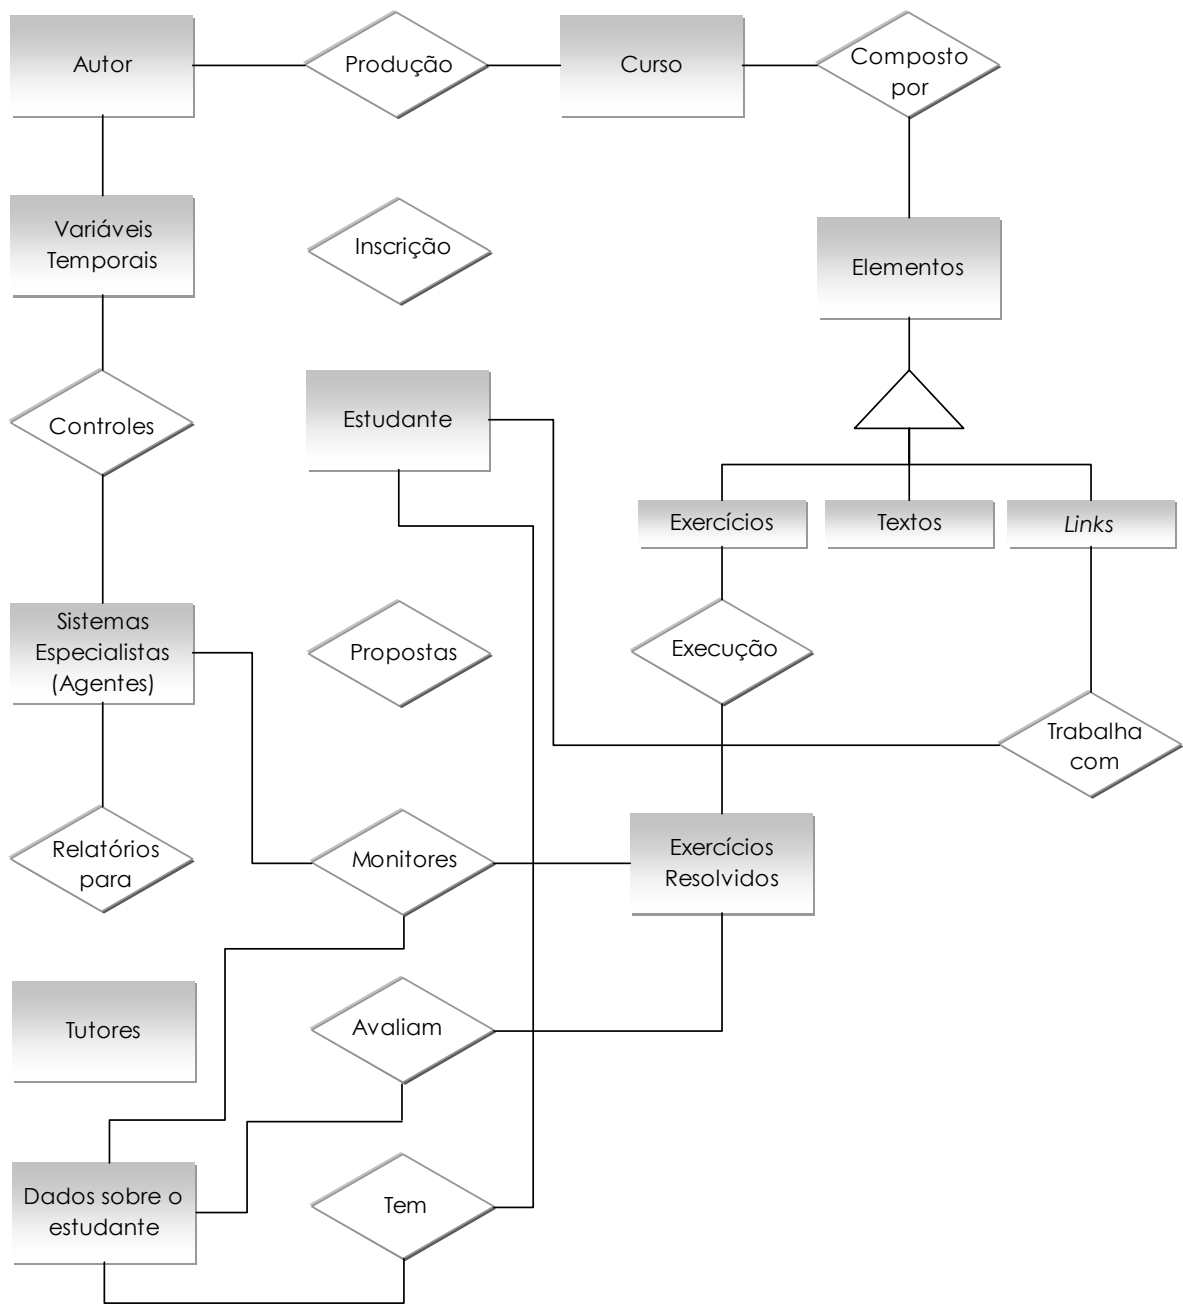 Autor
Produção
Curso
Composto
por
Variáveis
Temporais
Inscrição
Elementos
Controles
Estudante
Exercícios
Textos
Links
Sistemas
Especialistas
(Agentes)
Propostas
Execução
Trabalha
com
Relatórios
para
Monitores
Exercícios
Resolvidos
Tutores
Avaliam
Dados sobre o
estudante
Tem